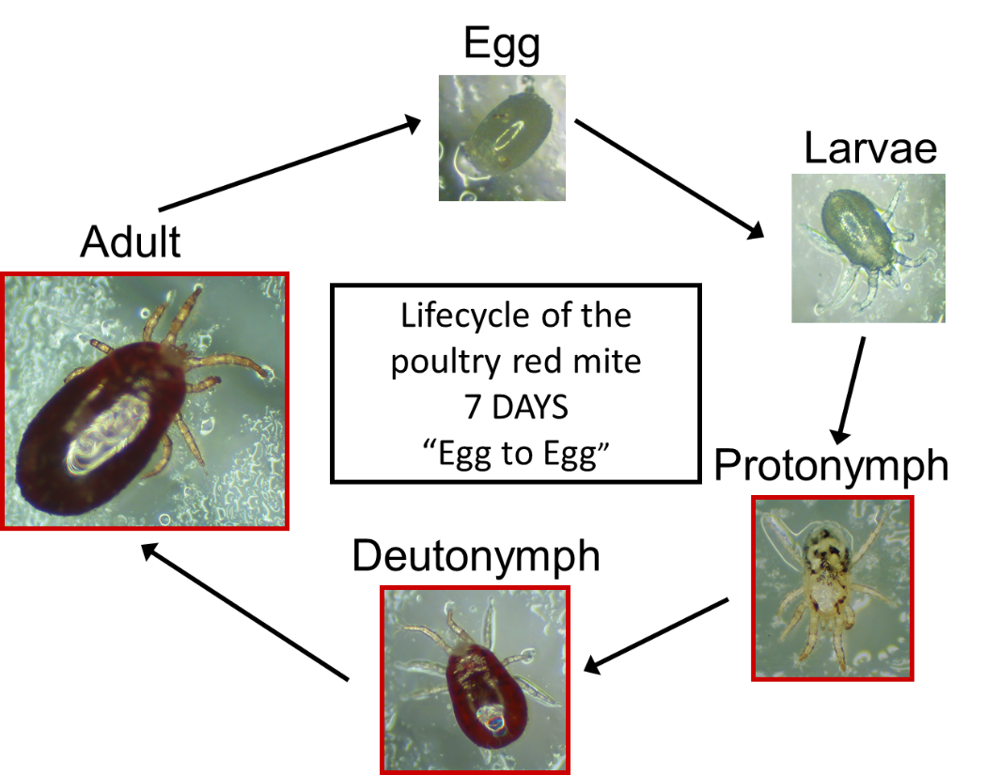 Egg
Larvae
Adult
Lifecycle of the
poultry red mite
7 DAYS
“Egg to Egg”
Protonymph
Deutonymph